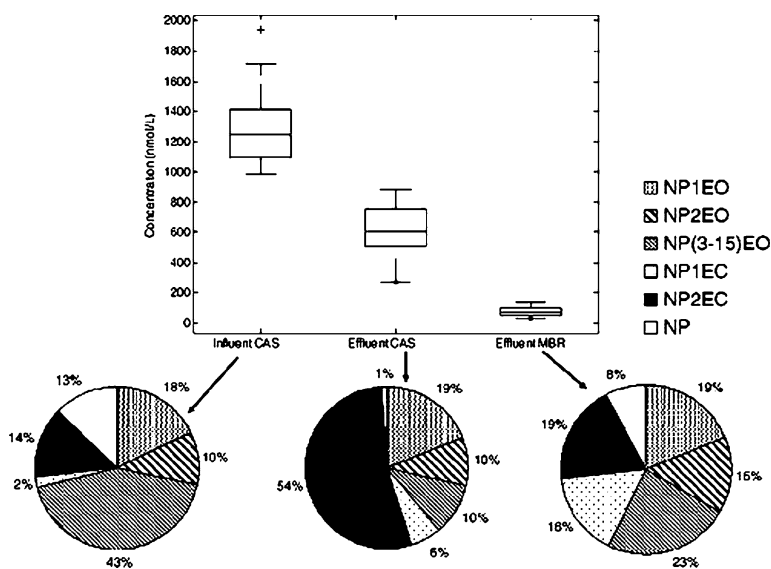 2000
1800
1600
1400
1200
1000
800
600
400
200
0
Concentration (nmol/L)
Influent CAS
Effluent CAS
Effluent MBR
NP1EO
NP2EO
NP(3-15)EO
NP1EC
NP2EC
NP
13%
18%
14%
10%
2%
43%
1%
19%
10%
54%
10%
6%
8%
19%
19%
15%
18%
23%